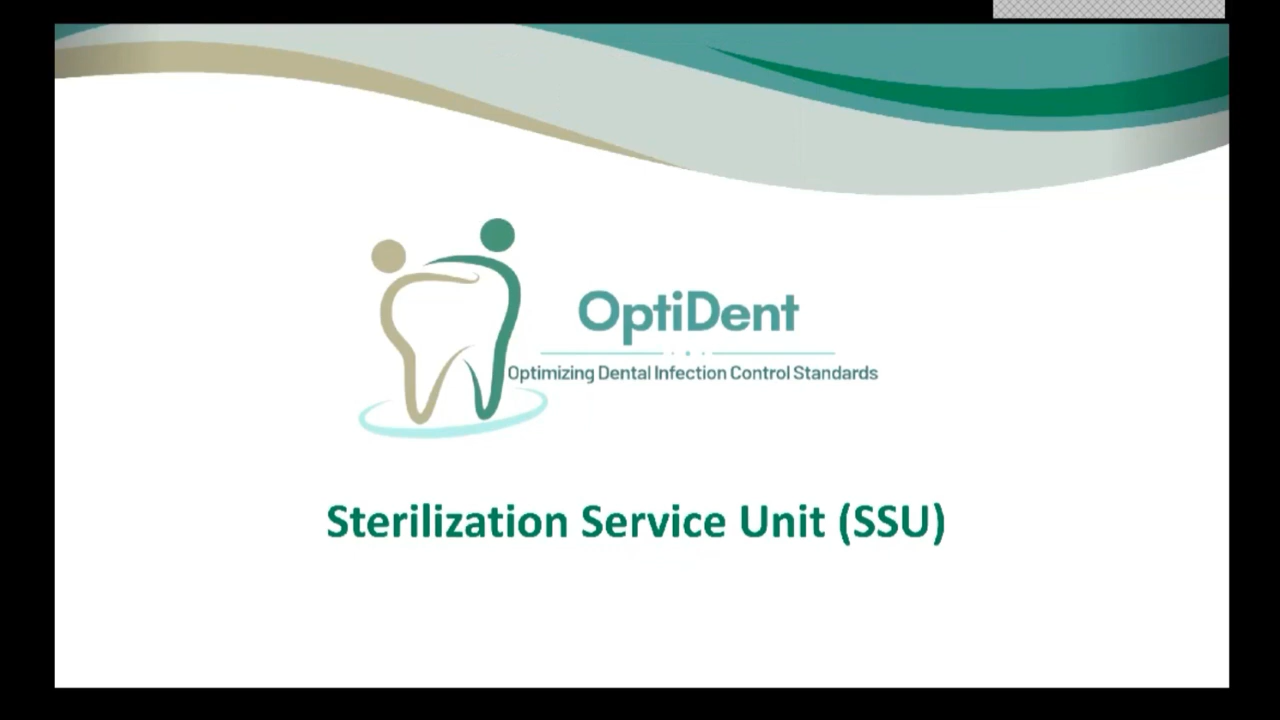 OptiDent
Optimizing Dental Infection Control Standards
Sterilization Service Unit (SSU)